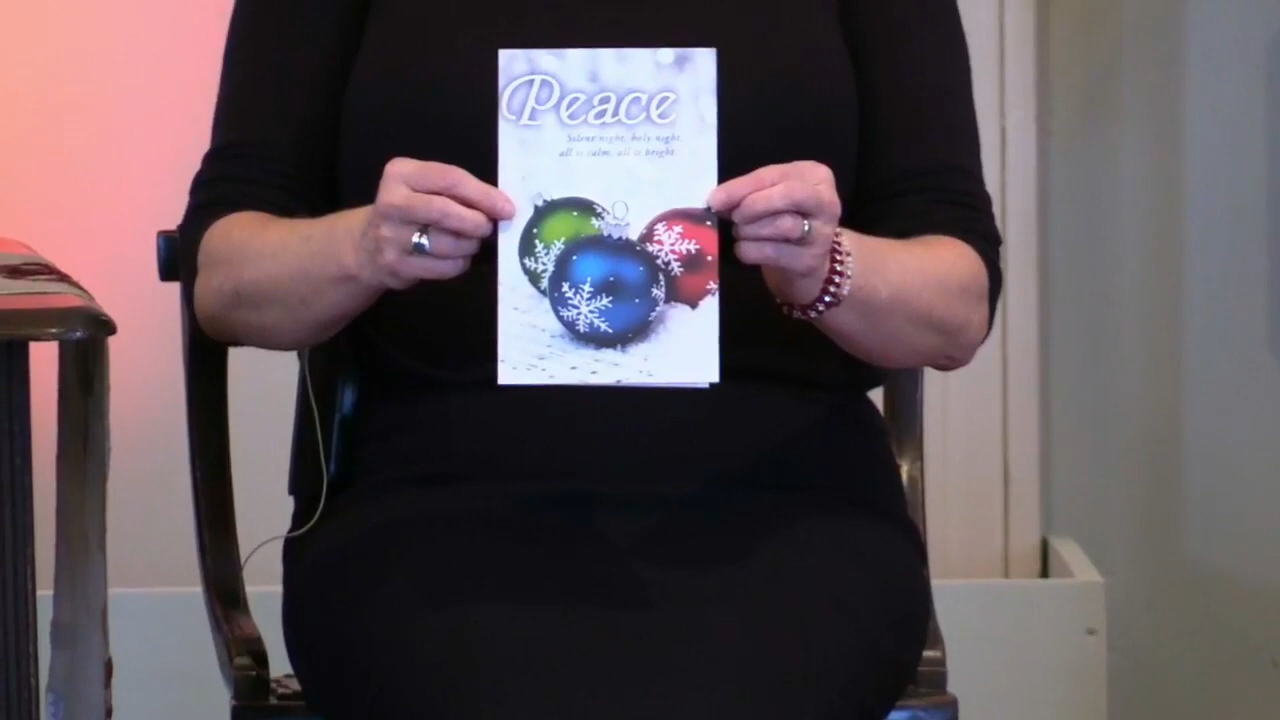 Peace
Silent night, holy night,
all is calm, all is bright.